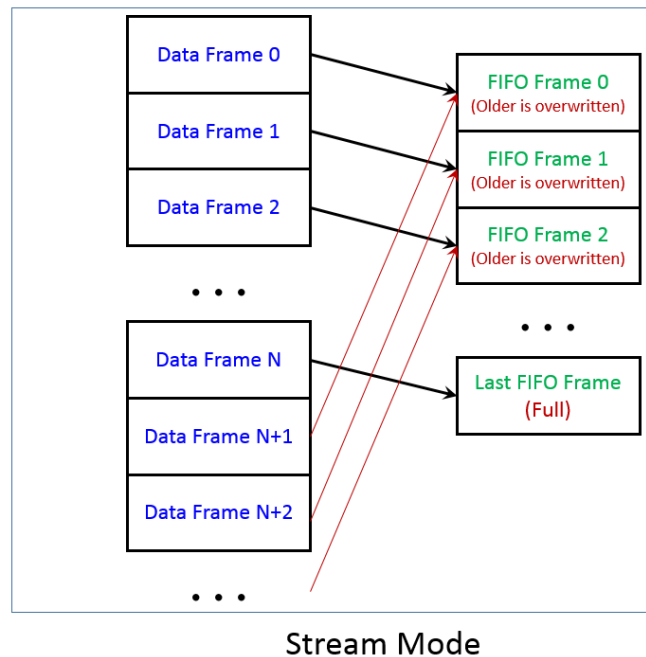 Data Frame 0
Data Frame 1
Data Frame 2
• • •
Data Frame N
Data Frame N+1
Data Frame N+2
• • •
FIFO Frame 0
(Older is overwritten)
FIFO Frame 1
(Older is overwritten)
FIFO Frame 2
(Older is overwritten)
• • •
Last FIFO Frame
(Full)
Stream Mode